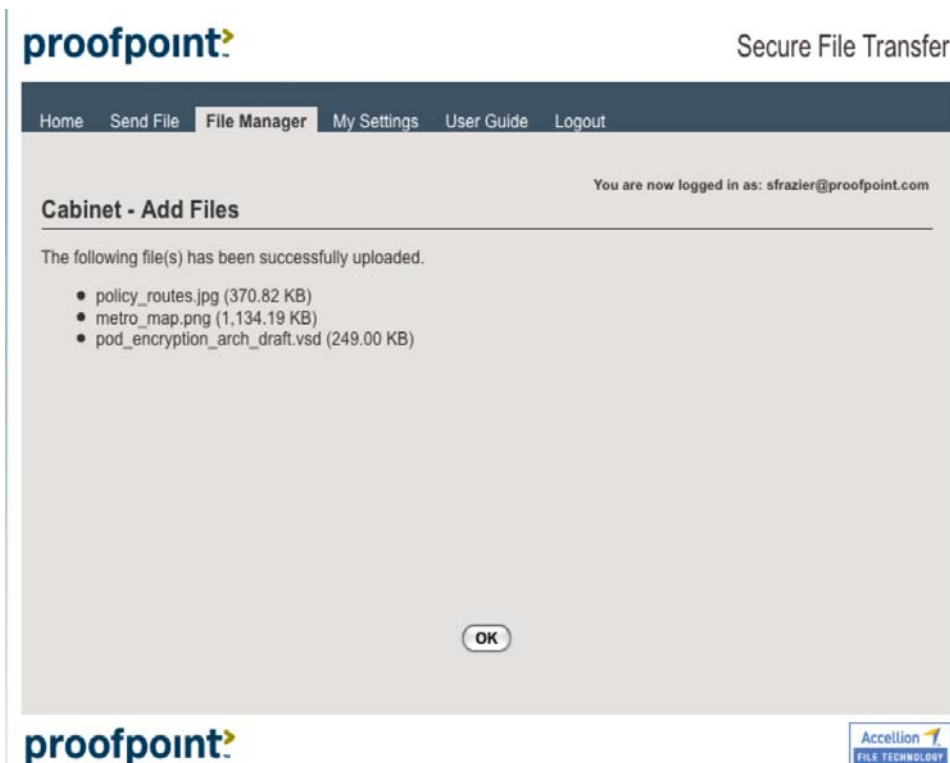 proofpoint
Secure File Transfer
Home Send File File Manager My Settings User Guide Logout
You are now logged in as: sfrazier@proofpoint.com
Cabinet - Add Files
The following file(s) has been successfully uploaded.
• policy_routes.jpg (370.82 KB)
• metro_map.png (1,134.19 KB)
• pod_encryption_arch_draft.vsd (249.00 KB)
OK
proofpoint
Accellion
FILE TECHNOLOGY